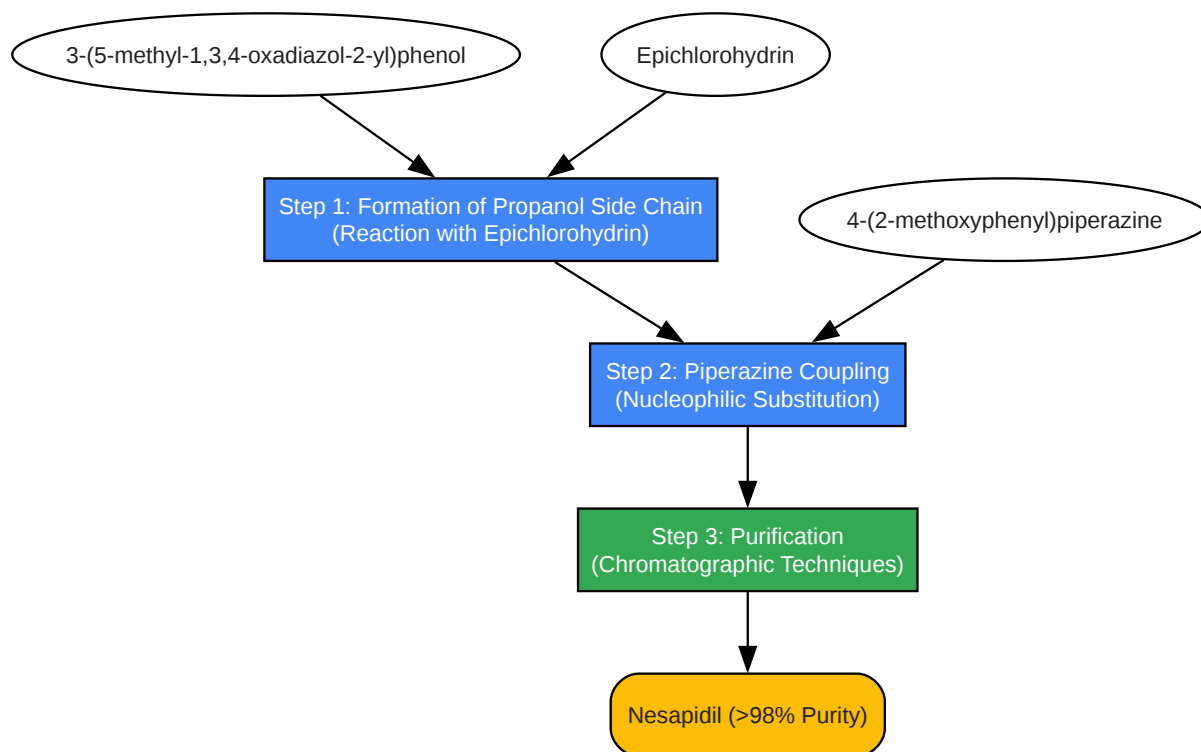 3-(5-methyl-1,3,4-oxadiazol-2-yl)phenol
Epichlorohydrin
Step 1: Formation of Propanol Side Chain
(Reaction with Epichlorohydrin)
4-(2-methoxyphenyl)piperazine
Step 2: Piperazine Coupling
(Nucleophilic Substitution)
Step 3: Purification
(Chromatographic Techniques)
Nesapidil (>98% Purity)